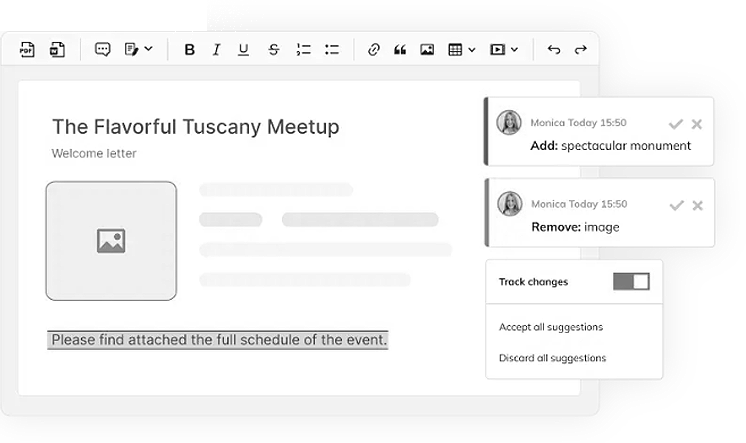 PDF
B I U S
The Flavorful Tuscany Meetup
Welcome letter
Please find attached the full schedule of the event.
Monica Today 15:50
Add: spectacular monument
Monica Today 15:50
Remove: image
Track changes
Accept all suggestions
Discard all suggestions